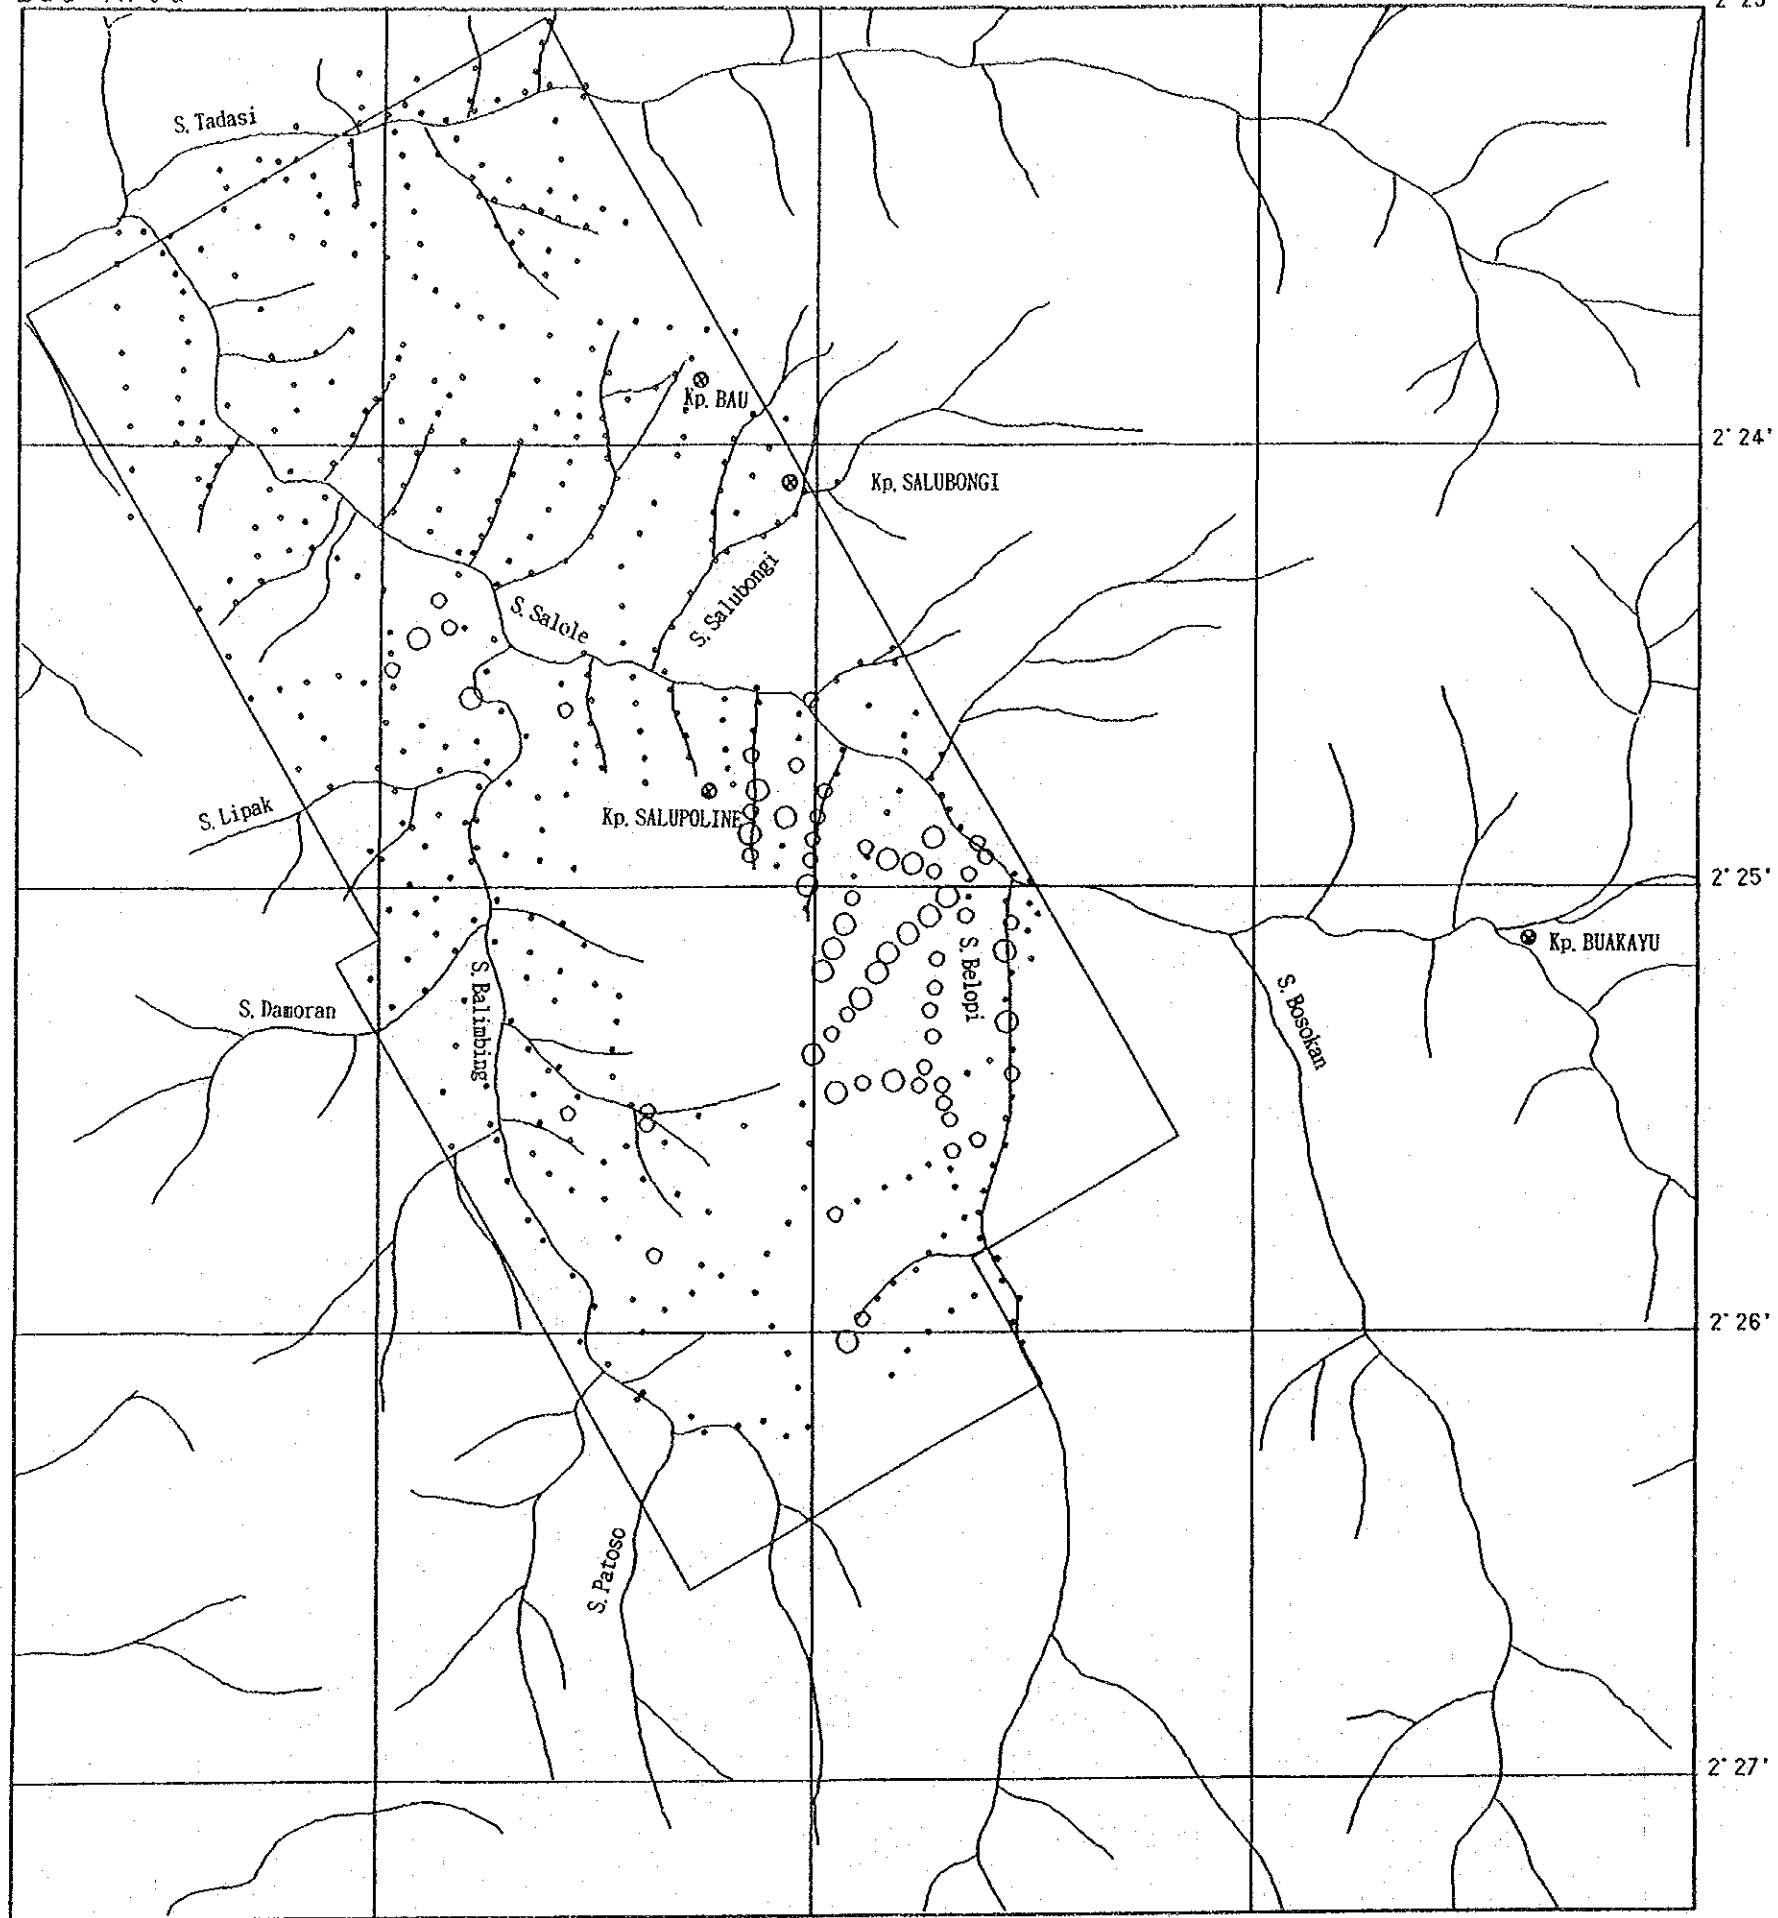 S. Tadasi
Kp. BAU
2°24'
Kp. SALUBONGI
S. Salubongi
S. Salole
S. Lipak
Kp. SALUPOLINE
2°25'
Kp. BUAKAYU
S. Belopi
S. Balimbing
S. Damoran
S. Bosokan
2°26'
S. Patoso
2°27'